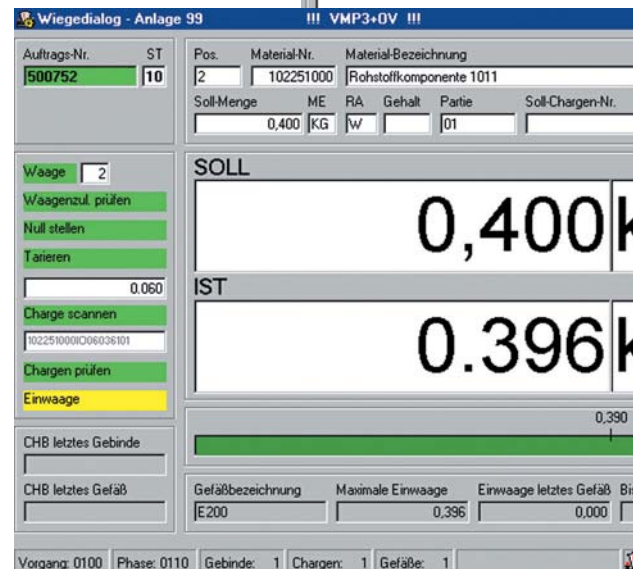 Wiegedialog - Anlage 99 !!! VMP3+OV !!!
Auftrags-Nr. ST
500752 10
Pos. Material-Nr. Material-Bezeichnung
2 102251000 Rohstoffkomponente 1011
Soll-Menge ME RA Gehalt Partie Soll-Chargen-Nr.
0,400 KG W 01
Waage 2
Waagenzul. prüfen
Null stellen
Tarieren
0.060
Charge scannen
Chargen prüfen
Einwaage
SOLL
0,400 k
IST
0.396 k
0,390
CHB letztes Gebinde
CHB letztes Gefäß
Gefäßbezeichnung Maximale Einwaage Einwaage letztes Gefäß Bis
E200 0,396 0,000
Vorgang: 0100 Phase: 0110 Gebinde: 1 Chargen: 1 Gefäße: 1